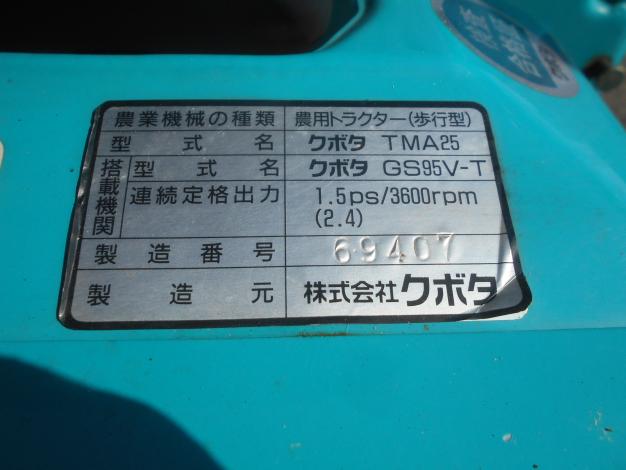 農業機械の種類 農用トラクター(歩行型)
型式名 クボタ TMA25
搭載機関 型式名 クボタ GS95V-T
連続定格出力 1.5ps/3600rpm
(2.4)
製造番号 69407
製造元 株式会社クボタ